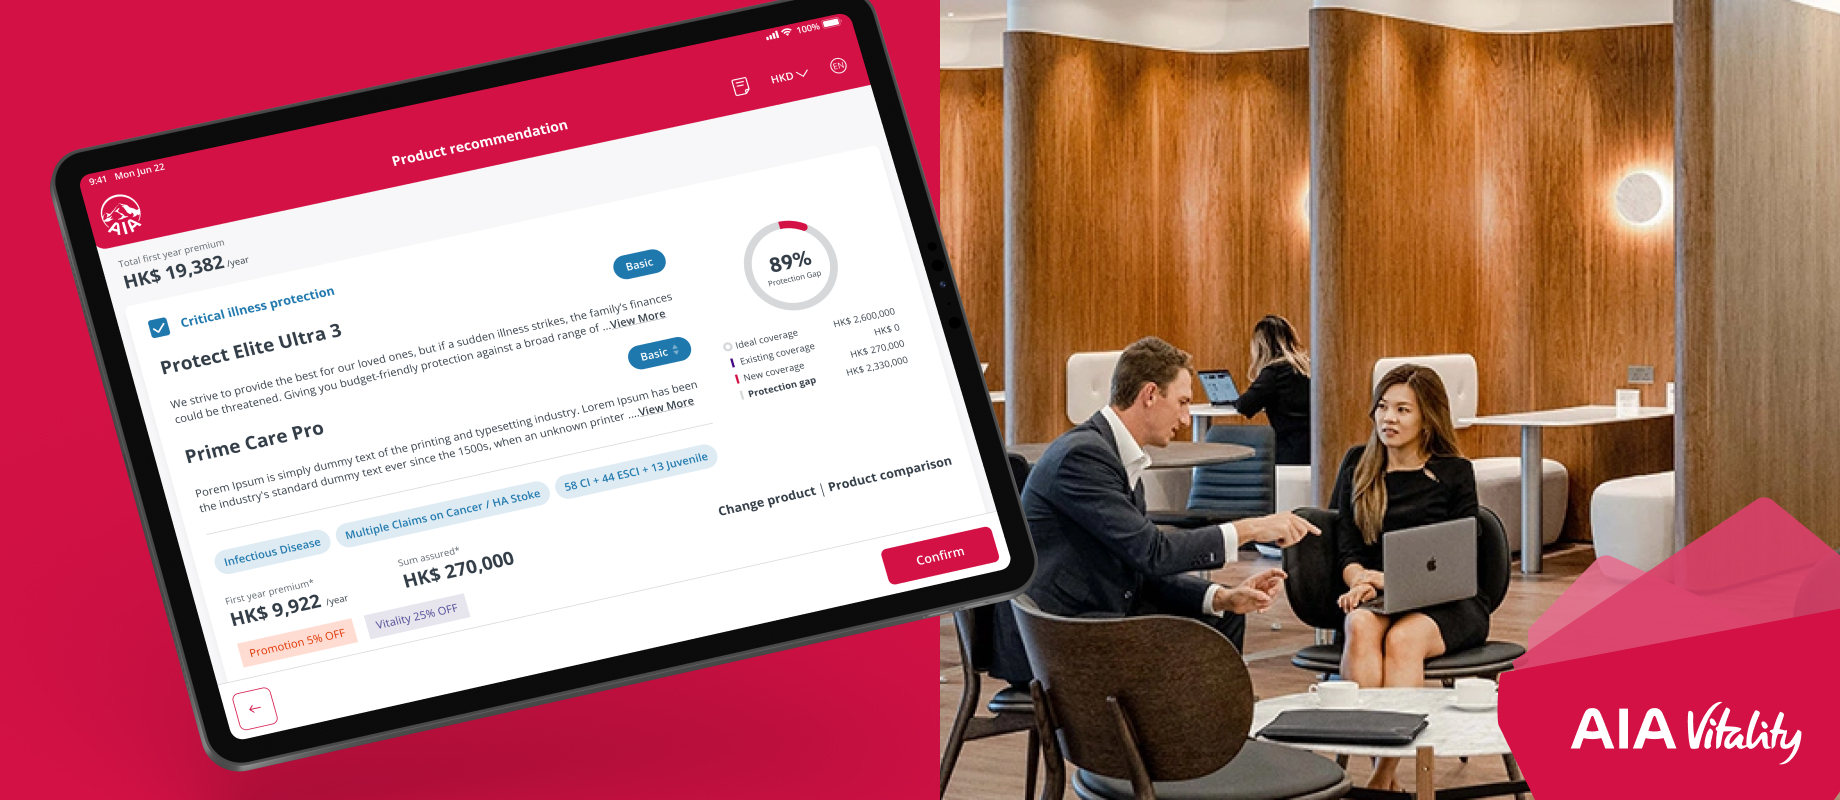 9:41 Mon Jun 22
100%
AIA
Product recommendation
HKD
EN
Total first year premium
HK$ 19,382 /year
Critical illness protection
Basic
Protect Elite Ultra 3
We strive to provide the best for our loved ones, but if a sudden illness strikes, the family's finances
could be threatened. Giving you budget-friendly protection against a broad range of ...View More
Basic
Prime Care Pro
Porem Ipsum is simply dummy text of the printing and typesetting industry. Lorem Ipsum has been
the industry's standard dummy text ever since the 1500s, when an unknown printer ....View More
Infectious Disease
Multiple Claims on Cancer / HA Stoke
58 CI + 44 ESCI + 13 Juvenile
First year premium*
HK$ 9,922 /year
Sum assured*
HK$ 270,000
Promotion 5% OFF
Vitality 25% OFF
89%
Protection Gap
Ideal coverage HK$ 2,600,000
Existing coverage HK$ 0
New coverage HK$ 270,000
Protection gap HK$ 2,330,000
Change product | Product comparison
Confirm
AIA Vitality